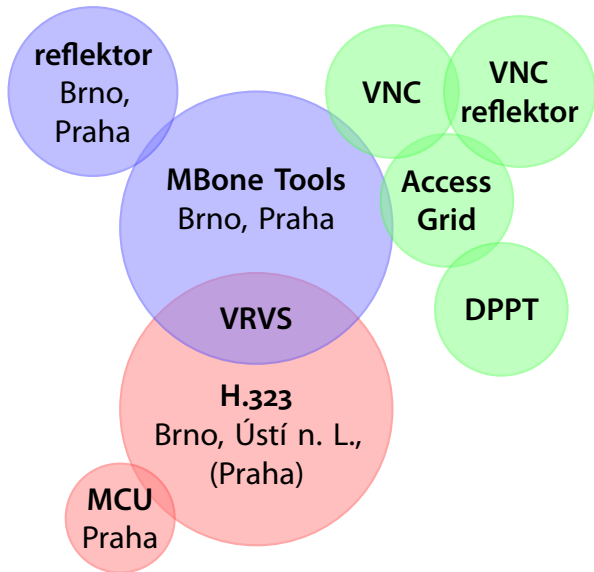 reflektor
Brno,
Praha
VNC
VNC
reflektor
MBone Tools
Brno, Praha
Access
Grid
DPPT
VRVS
H.323
Brno, Ústí n. L.,
(Praha)
MCU
Praha